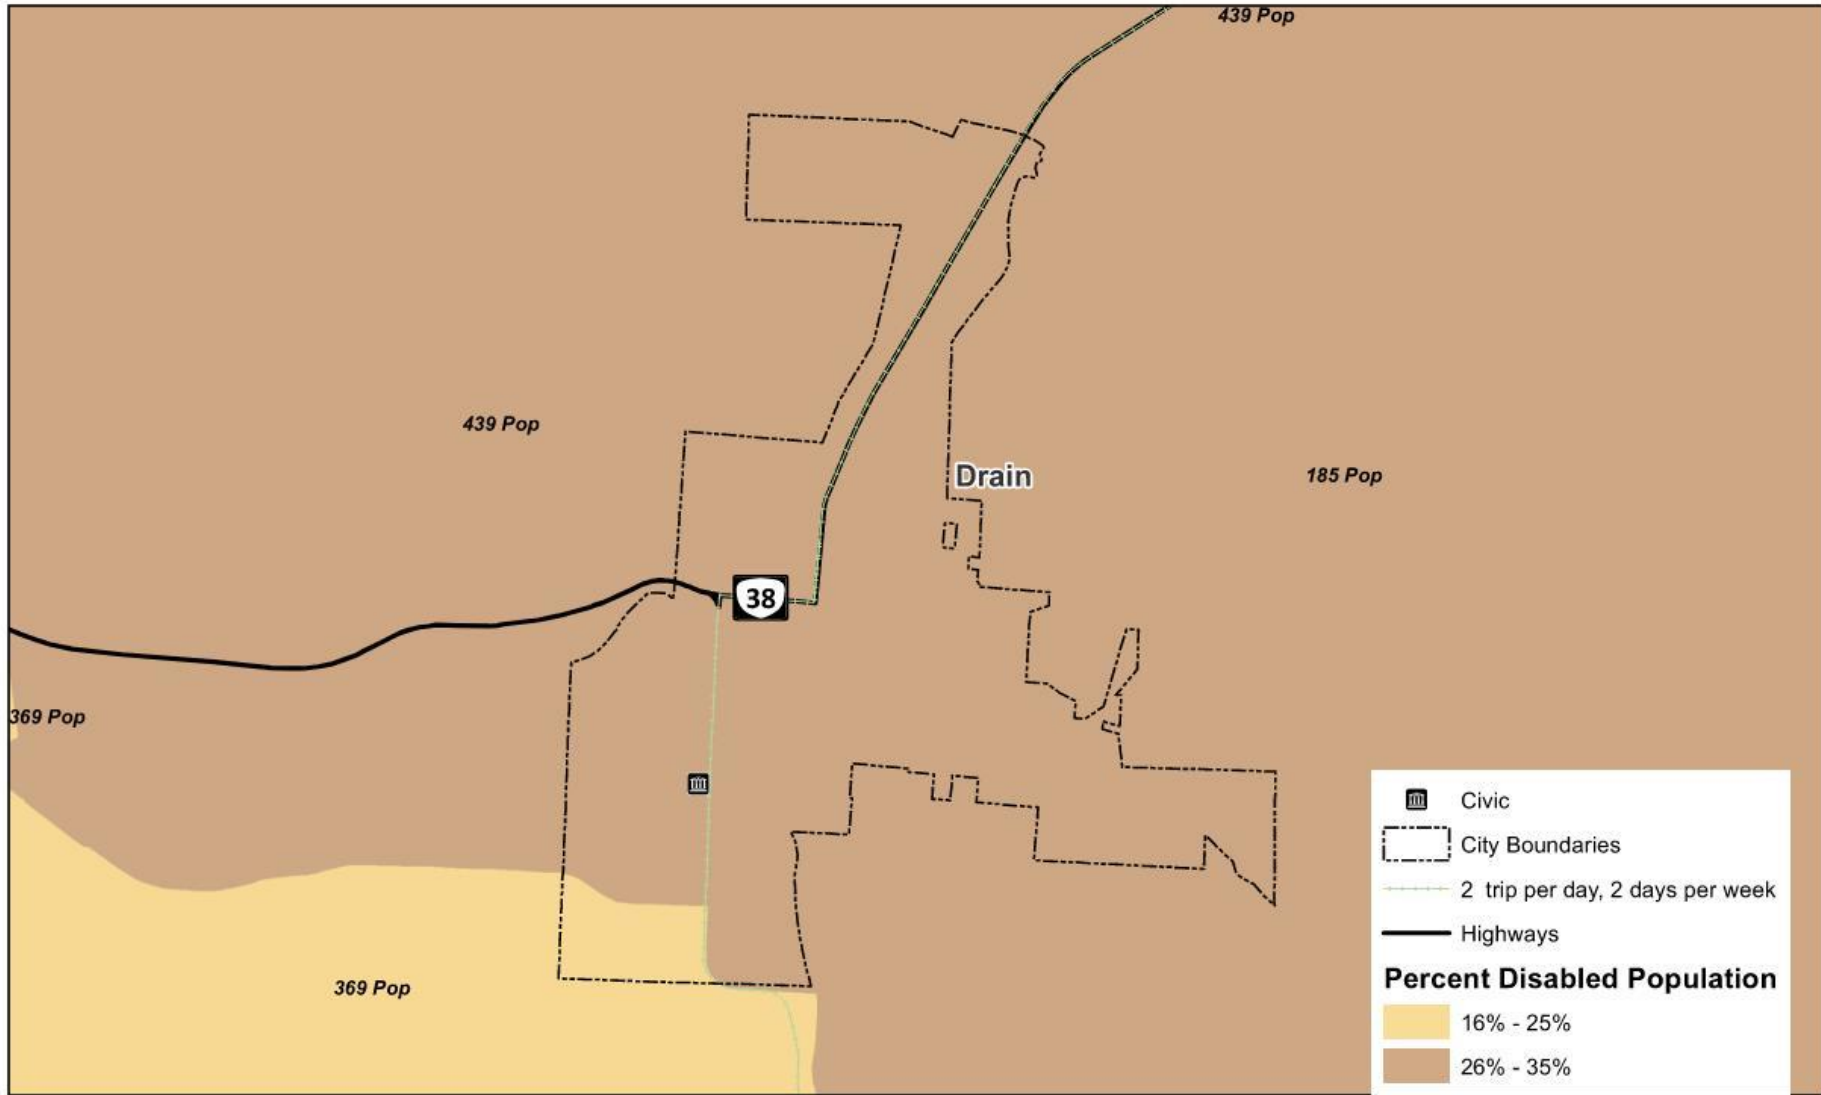 439 Pop
439 Pop
Drain
185 Pop
38
369 Pop
369 Pop
Civic
City Boundaries
2 trip per day, 2 days per week
Highways
Percent Disabled Population
16% - 25%
26% - 35%